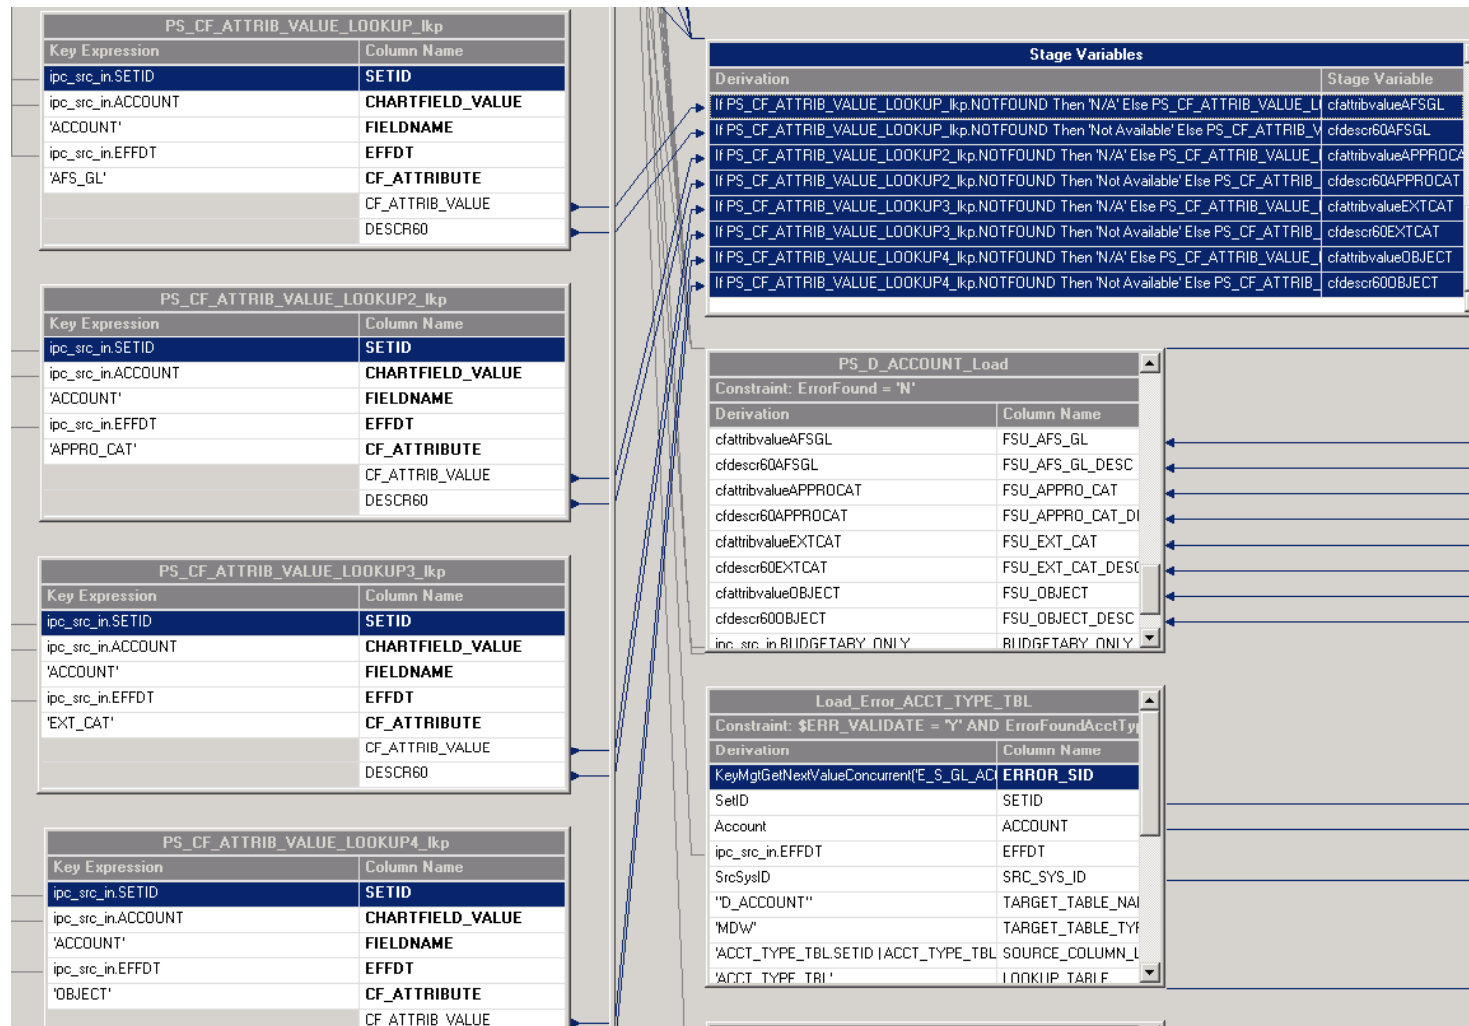 PS_CF_ATTRIB_VALUE_LOOKUP_lkp
Key Expression Column Name
ipc_src_in.SETID SETID
ipc_src_in.ACCOUNT CHARTFIELD_VALUE
'ACCOUNT' FIELDNAME
ipc_src_in.EFFDT EFFDT
'AFS_GL' CF_ATTRIBUTE
CF_ATTRIB_VALUE
DESCR60
PS_CF_ATTRIB_VALUE_LOOKUP2_lkp
Key Expression Column Name
ipc_src_in.SETID SETID
ipc_src_in.ACCOUNT CHARTFIELD_VALUE
'ACCOUNT' FIELDNAME
ipc_src_in.EFFDT EFFDT
'APPRO_CAT' CF_ATTRIBUTE
CF_ATTRIB_VALUE
DESCR60
PS_CF_ATTRIB_VALUE_LOOKUP3_lkp
Key Expression Column Name
ipc_src_in.SETID SETID
ipc_src_in.ACCOUNT CHARTFIELD_VALUE
'ACCOUNT' FIELDNAME
ipc_src_in.EFFDT EFFDT
'EXT_CAT' CF_ATTRIBUTE
CF_ATTRIB_VALUE
DESCR60
PS_CF_ATTRIB_VALUE_LOOKUP4_lkp
Key Expression Column Name
ipc_src_in.SETID SETID
ipc_src_in.ACCOUNT CHARTFIELD_VALUE
'ACCOUNT' FIELDNAME
ipc_src_in.EFFDT EFFDT
'OBJECT' CF_ATTRIBUTE
CF_ATTRIB_VALUE
Stage Variables
Derivation Stage Variable
If PS_CF_ATTRIB_VALUE_LOOKUP_lkp.NOTFOUND Then 'N/A' Else PS_CF_ATTRIB_VALUE_L cfattribvalueAFSGL
If PS_CF_ATTRIB_VALUE_LOOKUP_lkp.NOTFOUND Then 'Not Available' Else PS_CF_ATTRIB_V cfdescr60AFSGL
If PS_CF_ATTRIB_VALUE_LOOKUP2_lkp.NOTFOUND Then 'N/A' Else PS_CF_ATTRIB_VALUE_ cfattribvalueAPPROCA
If PS_CF_ATTRIB_VALUE_LOOKUP2_lkp.NOTFOUND Then 'Not Available' Else PS_CF_ATTRIB_ cfdescr60APPROCAT
If PS_CF_ATTRIB_VALUE_LOOKUP3_lkp.NOTFOUND Then 'N/A' Else PS_CF_ATTRIB_VALUE_ cfattribvalueEXTCAT
If PS_CF_ATTRIB_VALUE_LOOKUP3_lkp.NOTFOUND Then 'Not Available' Else PS_CF_ATTRIB_ cfdescr60EXTCAT
If PS_CF_ATTRIB_VALUE_LOOKUP4_lkp.NOTFOUND Then 'N/A' Else PS_CF_ATTRIB_VALUE_ cfattribvalueOBJECT
If PS_CF_ATTRIB_VALUE_LOOKUP4_lkp.NOTFOUND Then 'Not Available' Else PS_CF_ATTRIB_ cfdescr60OBJECT
PS_D_ACCOUNT_Load
Constraint: ErrorFound = 'N'
Derivation Column Name
cfattribvalueAFSGL FSU_AFS_GL
cfdescr60AFSGL FSU_AFS_GL_DESC
cfattribvalueAPPROCAT FSU_APPRO_CAT
cfdescr60APPROCAT FSU_APPRO_CAT_D
cfattribvalueEXTCAT FSU_EXT_CAT
cfdescr60EXTCAT FSU_EXT_CAT_DESC
cfattribvalueOBJECT FSU_OBJECT
cfdescr60OBJECT FSU_OBJECT_DESC
ipc_src_in.BUDGETARY_ONLY BUDGETARY_ONLY
Load_Error_ACCT_TYPE_TBL
Constraint: $ERR_VALIDATE = 'Y' AND ErrorFoundAcctTy
Derivation Column Name
KeyMgtGetNextValueConcurrent('E_S_GL_AC ERROR_SID
SetID SETID
Account ACCOUNT
ipc_src_in.EFFDT EFFDT
SrcSysID SRC_SYS_ID
"D_ACCOUNT" TARGET_TABLE_NA
'MDW' TARGET_TABLE_TY
'ACCT_TYPE_TBL.SETID | ACCT_TYPE_TBL SOURCE_COLUMN_L
'ACCT_TYPE_TBL' LOOKUP_TABLE